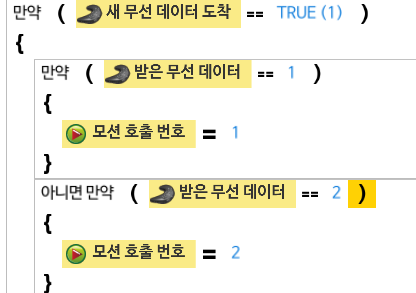 만약 ( 새 무선 데이터 도착 == TRUE (1) )
{
만약 ( 받은 무선 데이터 == 1 )
{
모션 호출 번호 = 1
}
아니면 만약 ( 받은 무선 데이터 == 2 )
{
모션 호출 번호 = 2
}